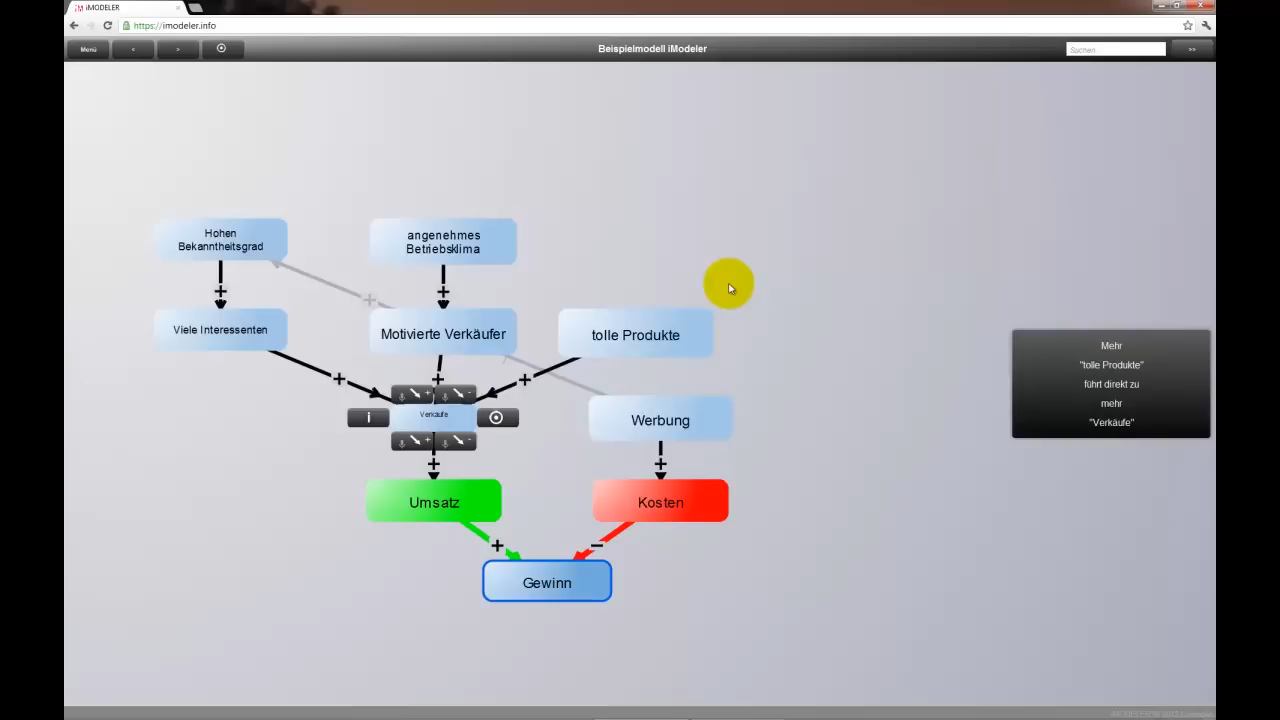 iMODELER
https://imodeler.info
Menü
<
>
Beispielmodell iModeler
Suchen
>>
Hohen
Bekanntheitsgrad
angenehmes
Betriebsklima
+
+
+
Viele Interessenten
Motivierte Verkäufer
tolle Produkte
+
+
+
Mehr
"tolle Produkte"
führt direkt zu
mehr
"Verkäufe"
+
-
i
Verkäufe
Werbung
+
-
+
+
Umsatz
Kosten
+
−
Gewinn